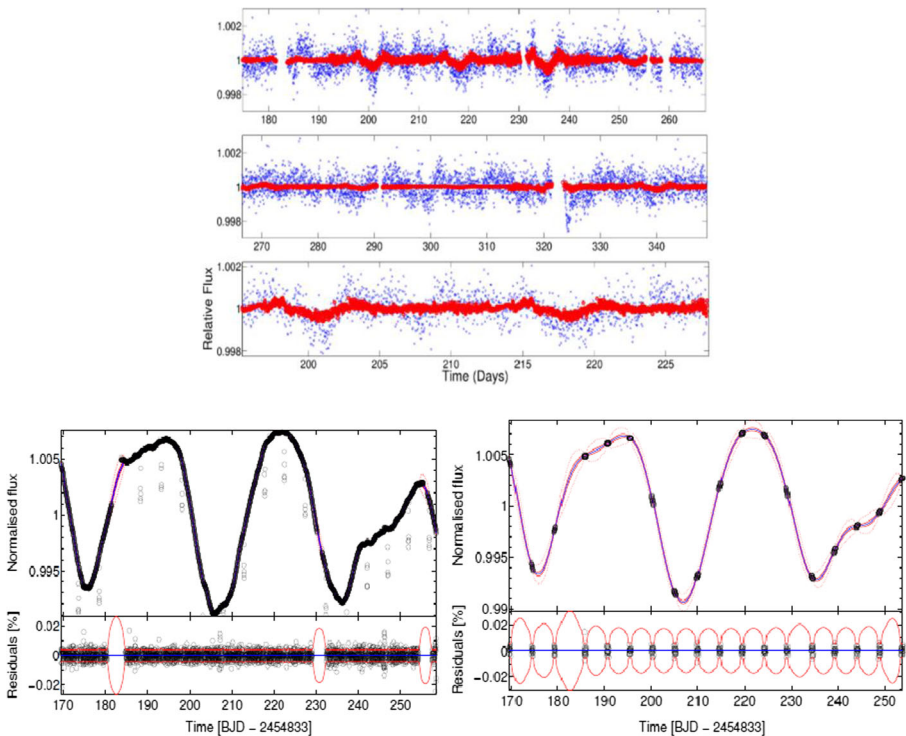 1.002
1
0.998
180 190 200 210 220 230 240 250 260
1.002
1
0.998
270 280 290 300 310 320 330 340
Relative Flux
1.002
1
0.998
200 205 210 215 220 225
Time (Days)
Normalised flux
1.005
1
0.995
Residuals [%]
0.02
0
−0.02
170 180 190 200 210 220 230 240 250
Time [BJD − 2454833]
Normalised flux
1.005
1
0.995
0.99
Residuals [%]
0.02
0
−0.02
170 180 190 200 210 220 230 240 250
Time [BJD − 2454833]